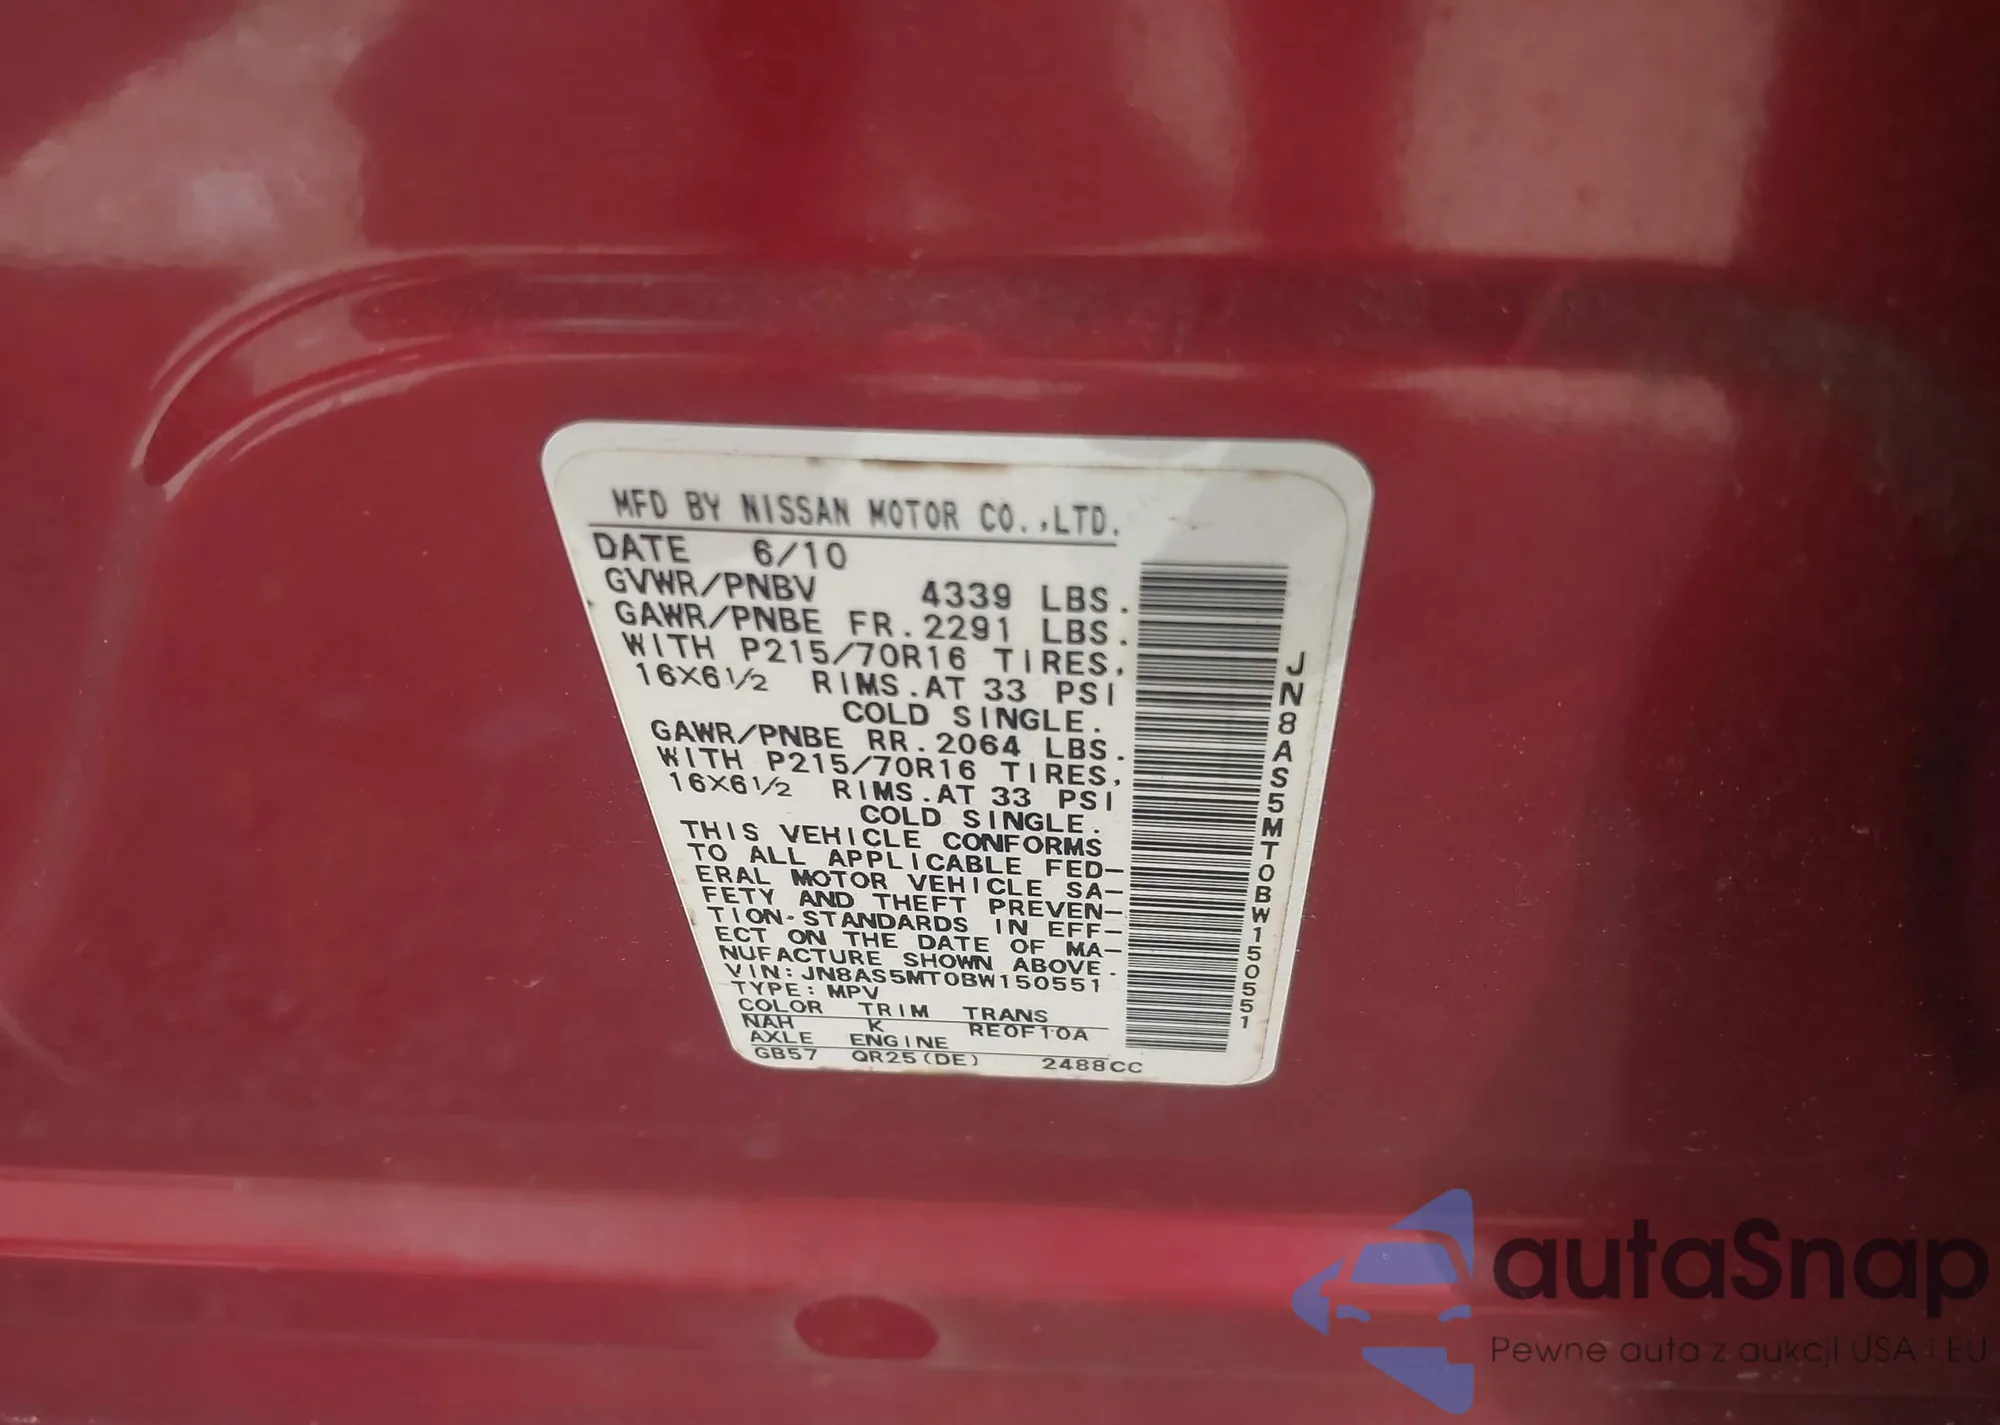 MFD BY NISSAN MOTOR CO.,LTD.
DATE 6/10
GVWR/PNBV 4339 LBS.
GAWR/PNBE FR.2291 LBS.
WITH P215/70R16 TIRES,
16X6 1/2 RIMS.AT 33 PSI
COLD SINGLE.
GAWR/PNBE RR.2064 LBS.
WITH P215/70R16 TIRES,
16X6 1/2 RIMS.AT 33 PSI
COLD SINGLE.
THIS VEHICLE CONFORMS
TO ALL APPLICABLE FED-
ERAL MOTOR VEHICLE SA-
FETY AND THEFT PREVEN-
TION-STANDARDS IN EFF-
ECT ON THE DATE OF MA-
NUFACTURE SHOWN ABOVE.
VIN:JN8AS5MT0BW150551
TYPE:MPV
COLOR TRIM TRANS
NAH K RE0F10A
AXLE ENGINE
GB57 QR25(DE) 2488CC
JN8AS5MT0BW150551
autaSnap
Pewne auta z aukcji USA i EU